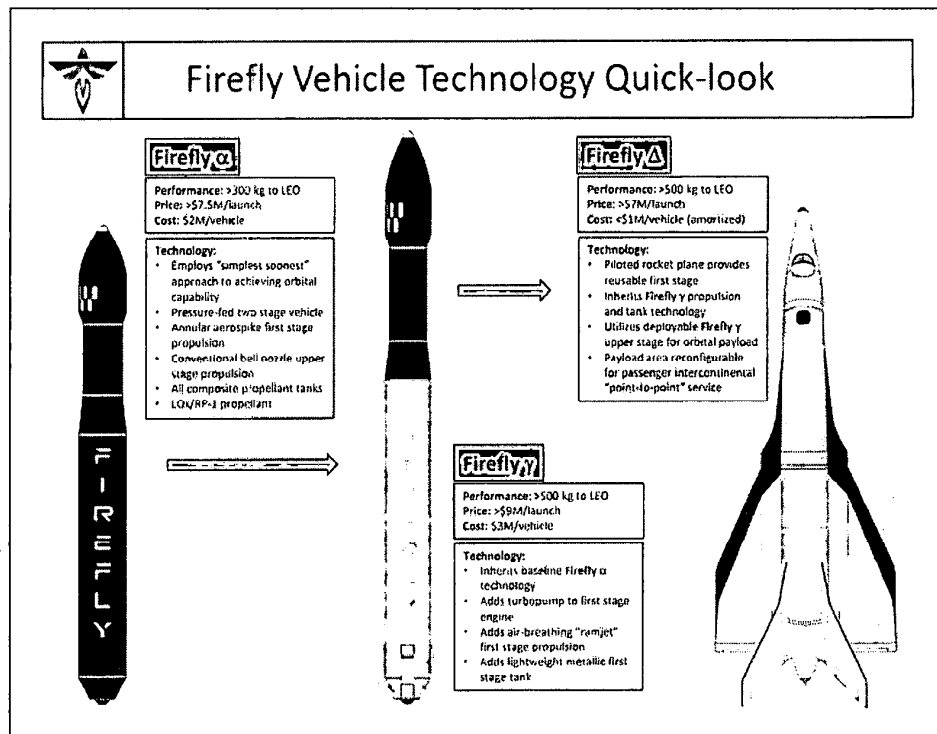 Firefly Vehicle Technology Quick-look
Firefly α
Performance: >300 kg to LEO
Price: >$7.5M/launch
Cost: $2M/vehicle
Technology:
• Employs "simplest soonest"
approach to achieving orbital
capability
• Pressure-fed two stage vehicle
• Annular aerospike first stage
propulsion
• Conventional bell nozzle upper
stage propulsion
• All composite propellant tanks
• LOx/RP-1 propellant
FIREFLY
Firefly γ
Performance: >500 kg to LEO
Price: >$9M/launch
Cost: $3M/vehicle
Technology:
• Inherits baseline Firefly α
technology
• Adds turbopump to first stage
engine
• Adds air-breathing "ramjet"
first stage propulsion
• Adds lightweight metallic first
stage tank
Firefly Δ
Performance: >500 kg to LEO
Price: >$7M/launch
Cost: <$1M/vehicle (amortized)
Technology:
• Piloted rocket plane provides
reusable first stage
• Inherits Firefly γ propulsion
and tank technology
• Utilizes deployable Firefly γ
upper stage for orbital payload
• Payload area reconfigurable
for passenger intercontinental
"point-to-point" service